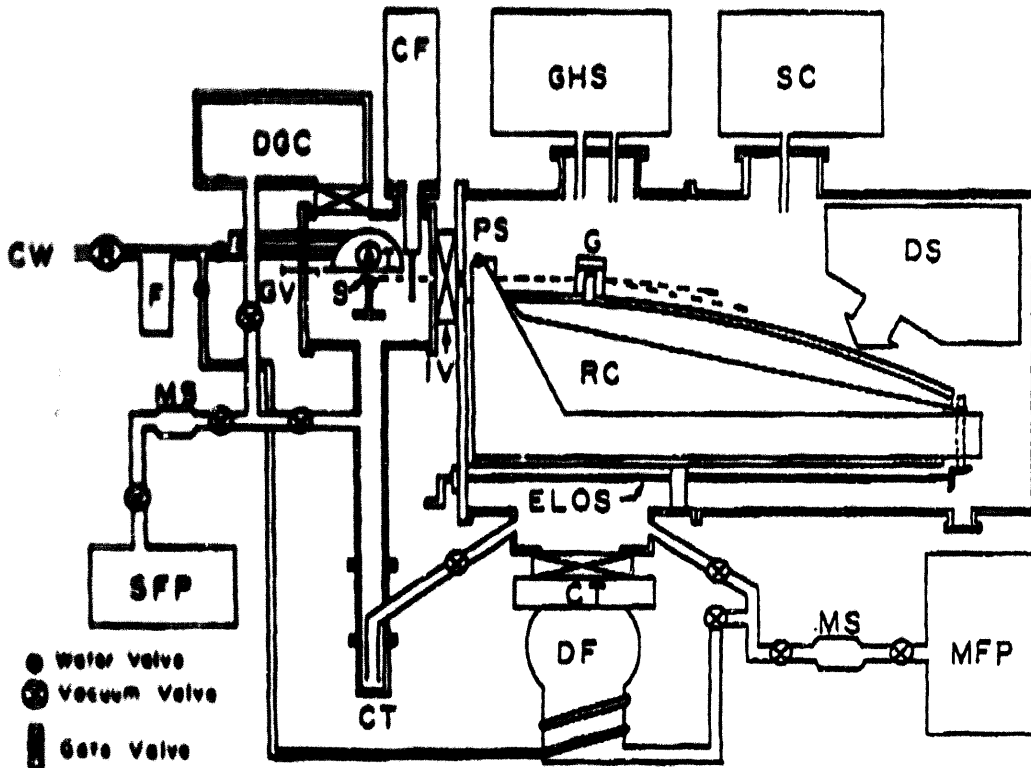 CF
GHS
SC
DGC
CW
PS
G
DS
F
GV
S
V
RC
MS
ELOS
SFP
CT
DF
MS
MFP
CT
Water Valve
Vacuum Valve
Gate Valve